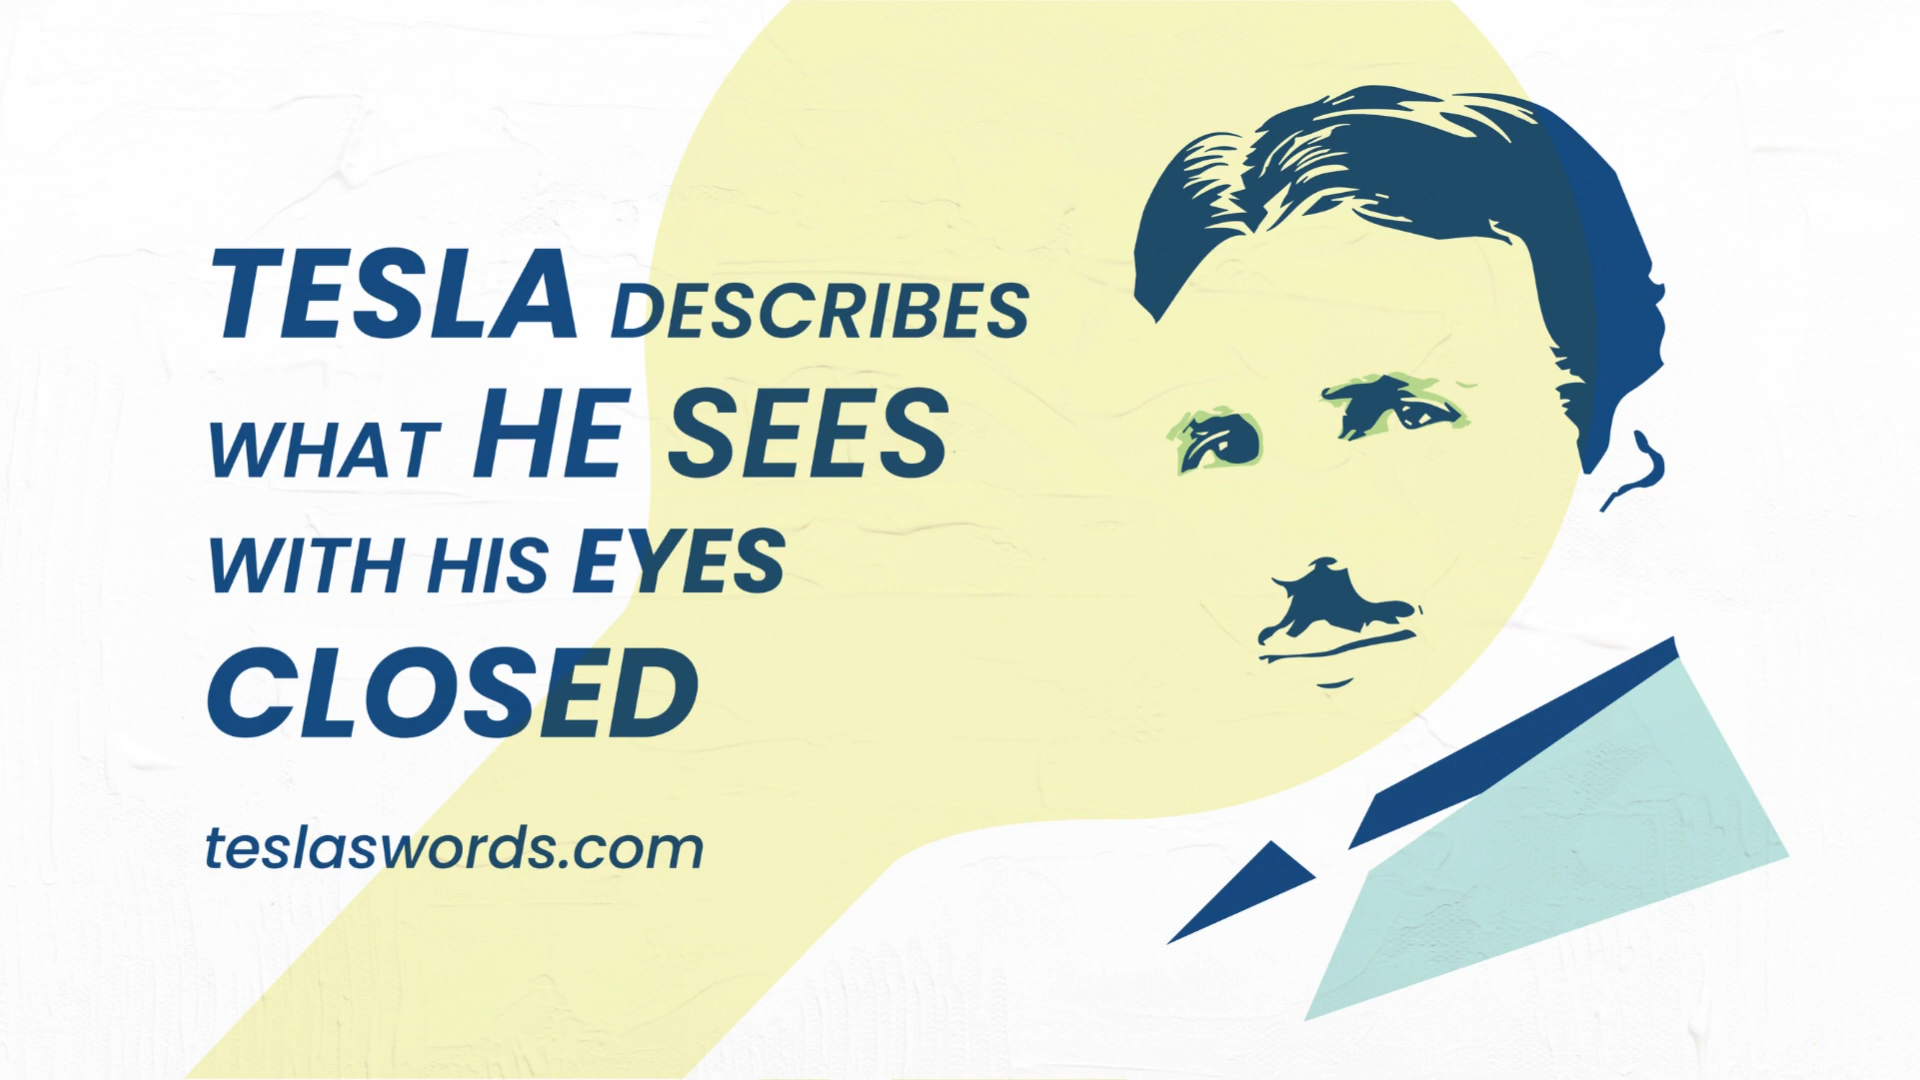 TESLA DESCRIBES
WHAT HE SEES
WITH HIS EYES
CLOSED
teslaswords.com